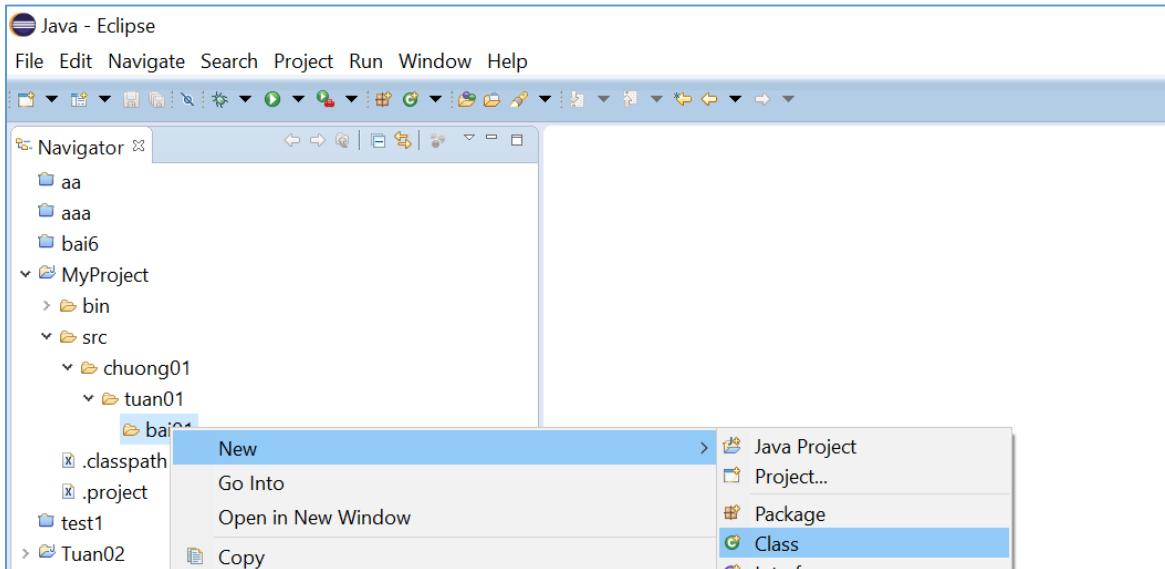 Java - Eclipse
File Edit Navigate Search Project Run Window Help
Navigator
aa
aaa
bai6
MyProject
bin
src
chuong01
tuan01
bai01
New
Java Project
.classpath
Go Into
Project...
.project
Open in New Window
Package
test1
Class
Tuan02
Copy